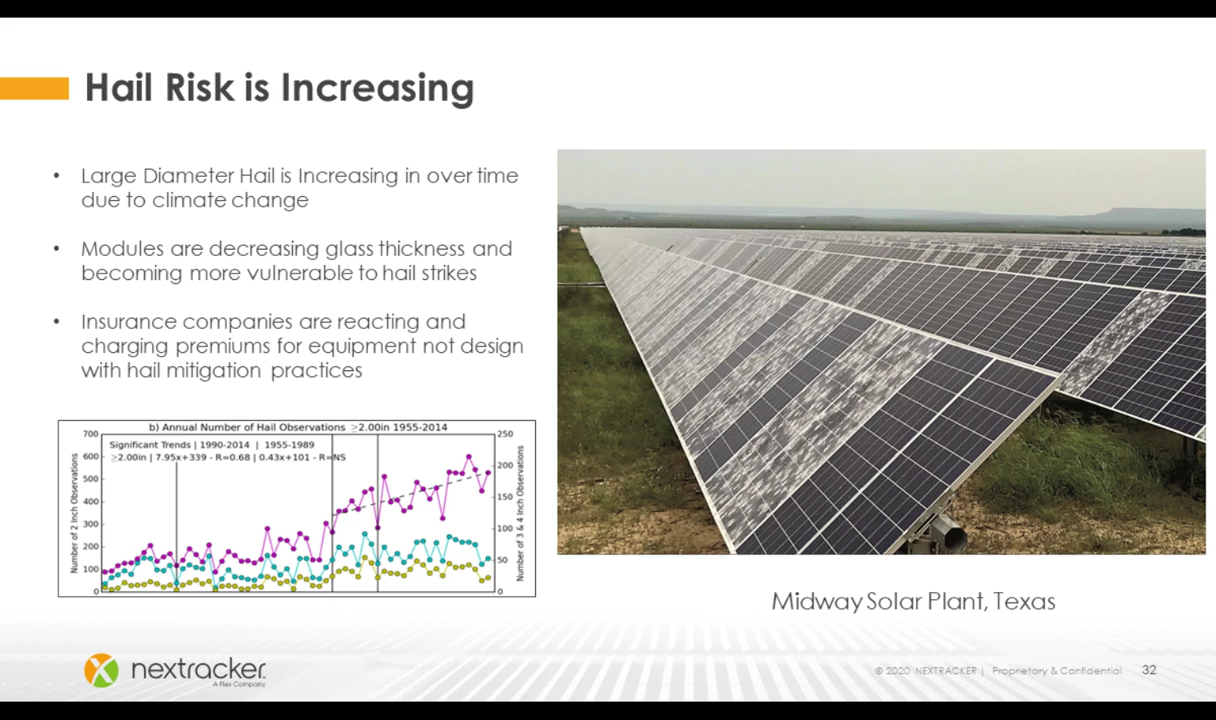 Hail Risk is Increasing
• Large Diameter Hail is Increasing in over time
due to climate change
• Modules are decreasing glass thickness and
becoming more vulnerable to hail strikes
• Insurance companies are reacting and
charging premiums for equipment not design
with hail mitigation practices
b) Annual Number of Hail Observations ≥2.00in 1955-2014
Significant Trends | 1990-2014 | 1955-1989
≥2.00in | 7.95x+339 - R=0.68 | 0.43x+101 - R=NS
Number of 2 Inch Observations
700
600
500
400
300
200
100
0
250
200
150
100
50
0
Number of 3 & 4 Inch Observations
Midway Solar Plant, Texas
nextracker.
A Flex Company
© 2020 NEXTRACKER | Proprietary & Confidential 32